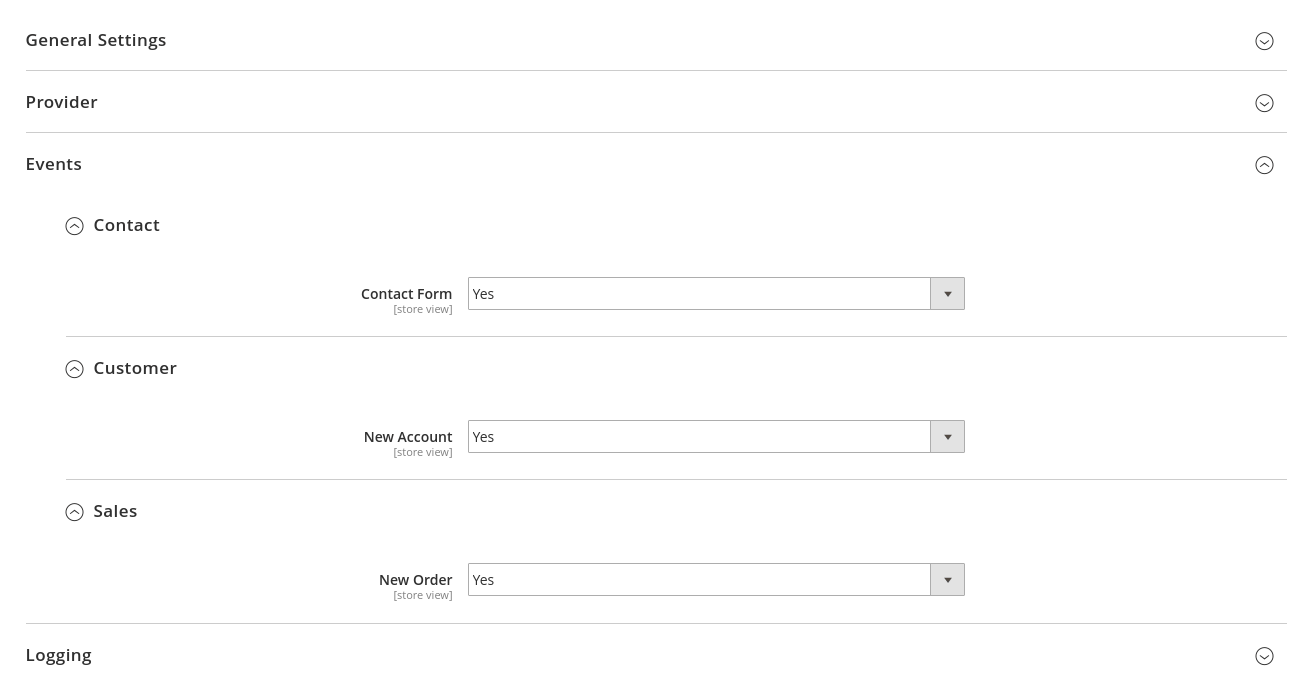 General Settings
Provider
Events
Contact
Contact Form
Yes
[store view]
Customer
New Account
Yes
[store view]
Sales
New Order
Yes
[store view]
Logging